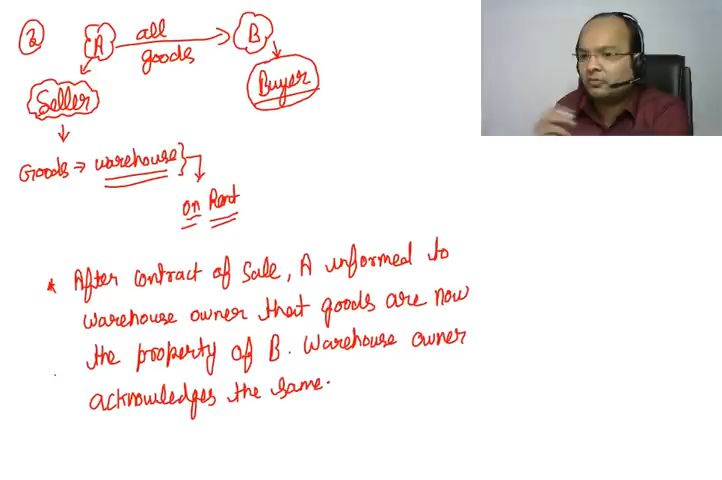 2
A all goods B
Seller Buyer
Goods → warehouse
on Rent
* After contract of Sale, A informed to
warehouse owner that goods are now
the property of B. Warehouse owner
acknowledges the same.